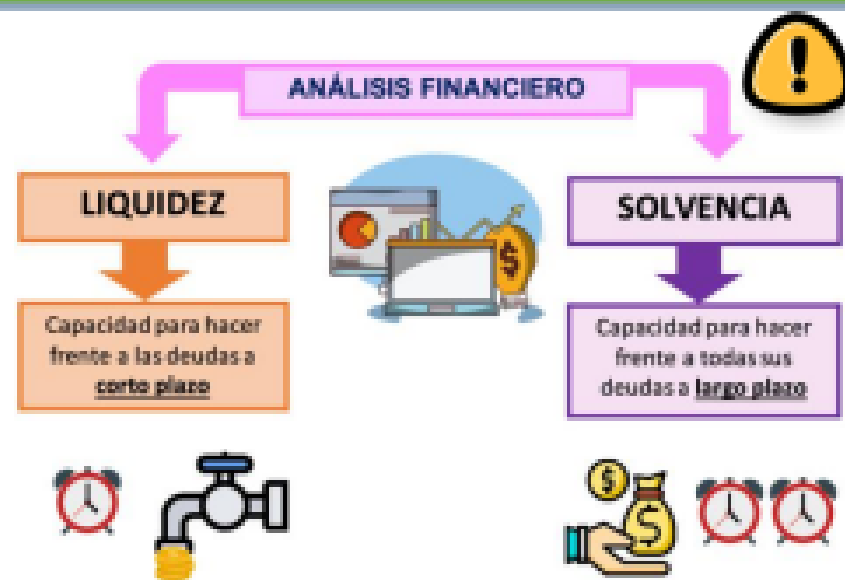 ANÁLISIS FINANCIERO
LIQUIDEZ
Capacidad para hacer
frente a las deudas a
corto plazo
SOLVENCIA
Capacidad para hacer
frente a todas sus
deudas a largo plazo